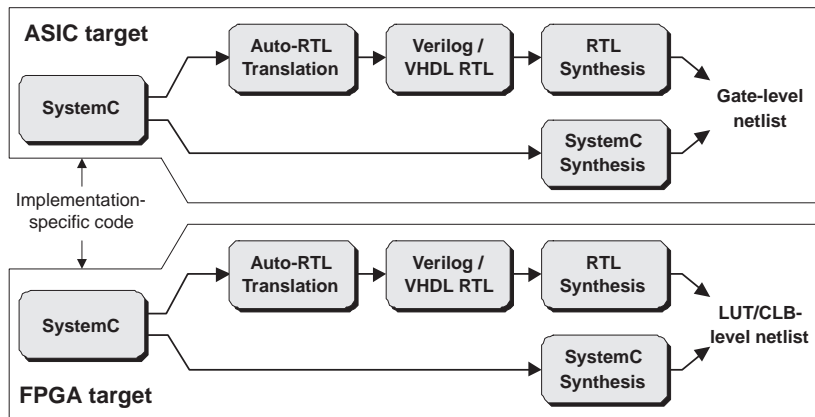 ASIC target
Auto-RTL
Translation
Verilog /
VHDL RTL
RTL
Synthesis
SystemC
Gate-level
netlist
SystemC
Synthesis
Implementation-
specific code
Auto-RTL
Translation
Verilog /
VHDL RTL
RTL
Synthesis
SystemC
LUT/CLB-
level netlist
SystemC
Synthesis
FPGA target